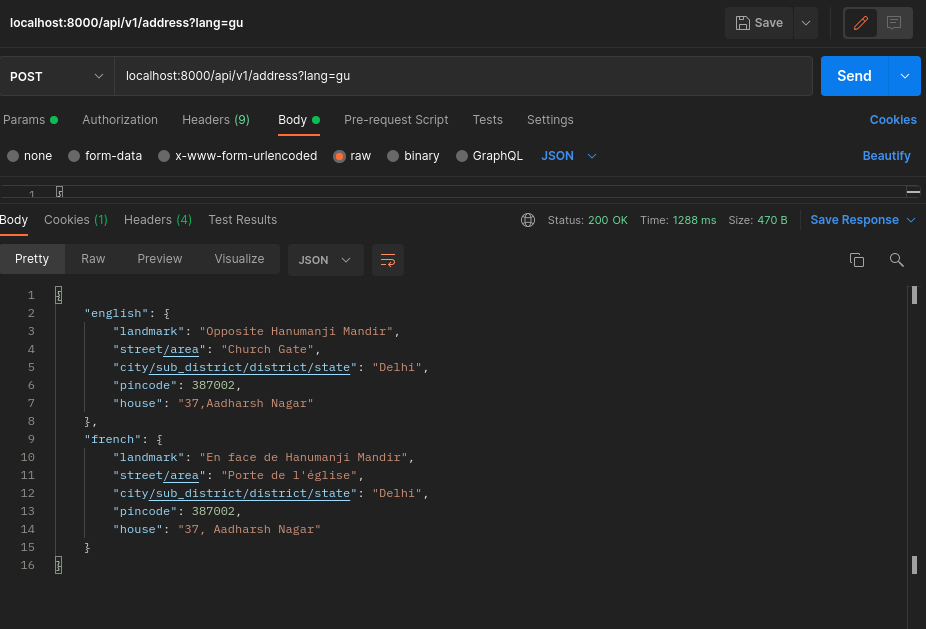 localhost:8000/api/v1/address?lang=gu
Save
POST localhost:8000/api/v1/address?lang=gu Send
Params Authorization Headers (9) Body Pre-request Script Tests Settings Cookies
none form-data x-www-form-urlencoded raw binary GraphQL JSON Beautify
1 {
Body Cookies (1) Headers (4) Test Results Status: 200 OK Time: 1288 ms Size: 470 B Save Response
Pretty Raw Preview Visualize JSON
1 {
2 "english": {
3 "landmark": "Opposite Hanumanji Mandir",
4 "street/area": "Church Gate",
5 "city/sub_district/district/state": "Delhi",
6 "pincode": 387002,
7 "house": "37,Aadharsh Nagar"
8 },
9 "french": {
10 "landmark": "En face de Hanumanji Mandir",
11 "street/area": "Porte de l'église",
12 "city/sub_district/district/state": "Delhi",
13 "pincode": 387002,
14 "house": "37, Aadharsh Nagar"
15 }
16 }